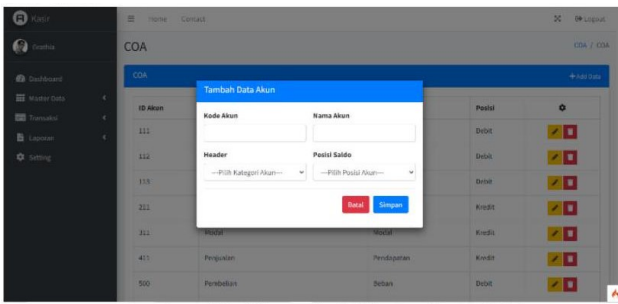 Kasir
Home Contact
Logout
COA
COA / COA
Dashboard
COA
Add Data
Master Data
Tambah Data Akun
Transaksi
ID Akun
Posisi
Laporan
Kode Akun
Nama Akun
Setting
111
Debit
Header
Posisi Saldo
112
Debit
---Pilih Kategori Akun---
---Pilih Posisi Akun---
113
Debit
Batal
Simpan
211
Kredit
311
Modal
Modal
Kredit
411
Penjualan
Pendapatan
Kredit
500
Pembelian
Beban
Debit